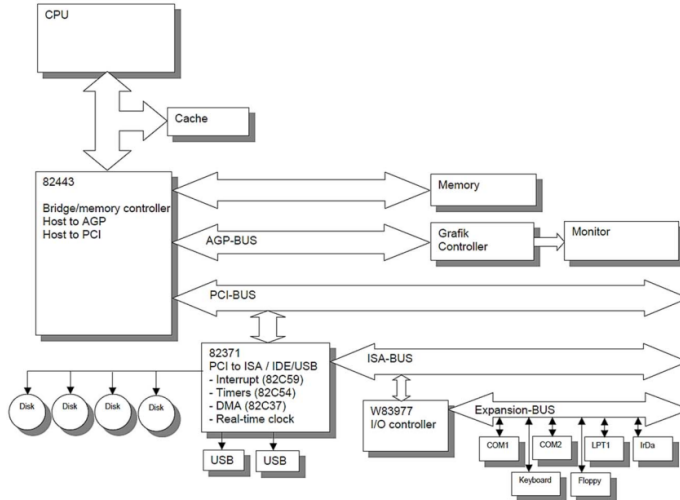 CPU
Cache
82443
Bridge/memory controller
Host to AGP
Host to PCI
Memory
AGP-BUS
Grafik
Controller
Monitor
PCI-BUS
82371
PCI to ISA / IDE/USB
- Interrupt (82C59)
- Timers (82C54)
- DMA (82C37)
- Real-time clock
ISA-BUS
Disk
Disk
Disk
Disk
W83977
I/O controller
Expansion-BUS
USB
USB
COM1
COM2
LPT1
IrDa
Keyboard
Floppy